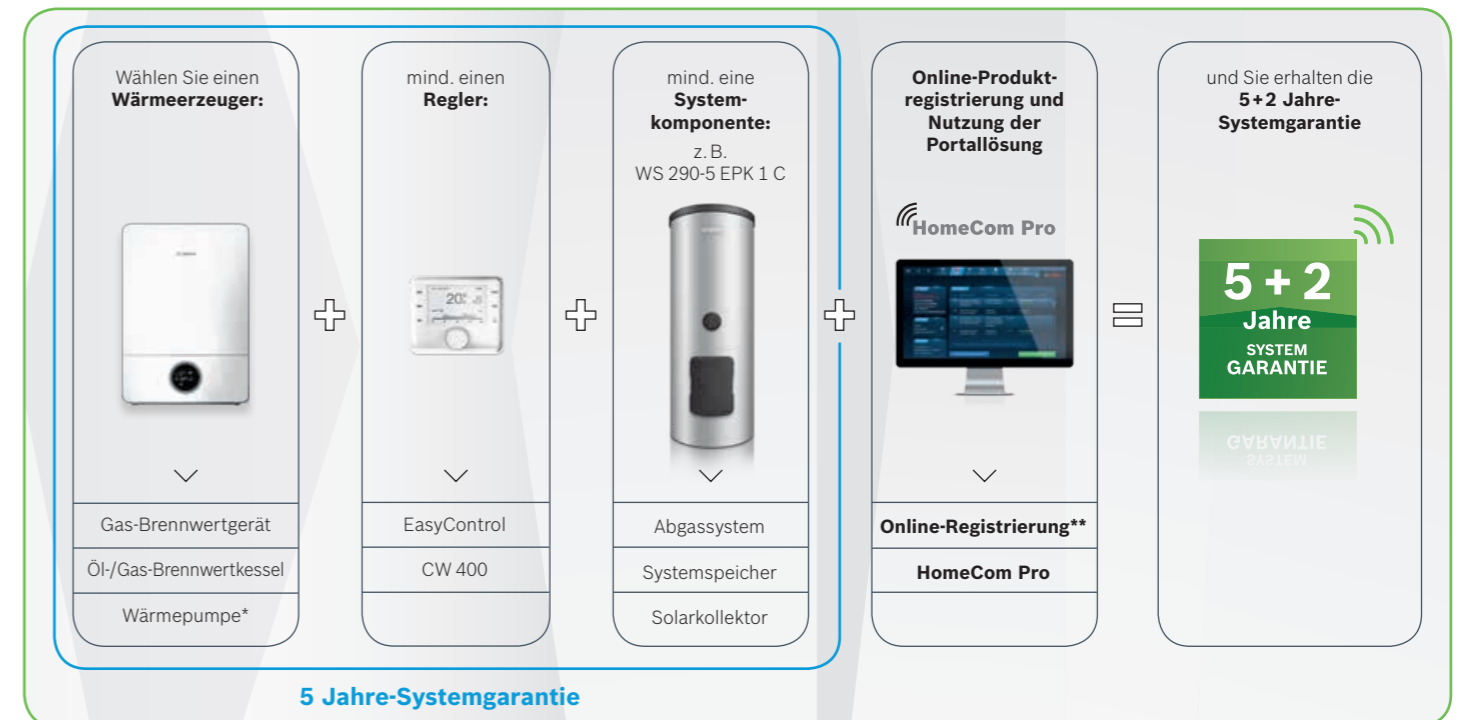 Wählen Sie einen
Wärmeerzeuger:
Gas-Brennwertgerät
Öl-/Gas-Brennwertkessel
Wärmepumpe*
mind. einen
Regler:
EasyControl
CW 400
mind. eine
System-
komponente:
z. B.
WS 290-5 EPK 1 C
Abgassystem
Systemspeicher
Solarkollektor
Online-Produkt-
registrierung und
Nutzung der
Portallösung
HomeCom Pro
Online-Registrierung**
HomeCom Pro
und Sie erhalten die
5+2 Jahre-
Systemgarantie
5 + 2
Jahre
SYSTEM
GARANTIE
5 Jahre-Systemgarantie